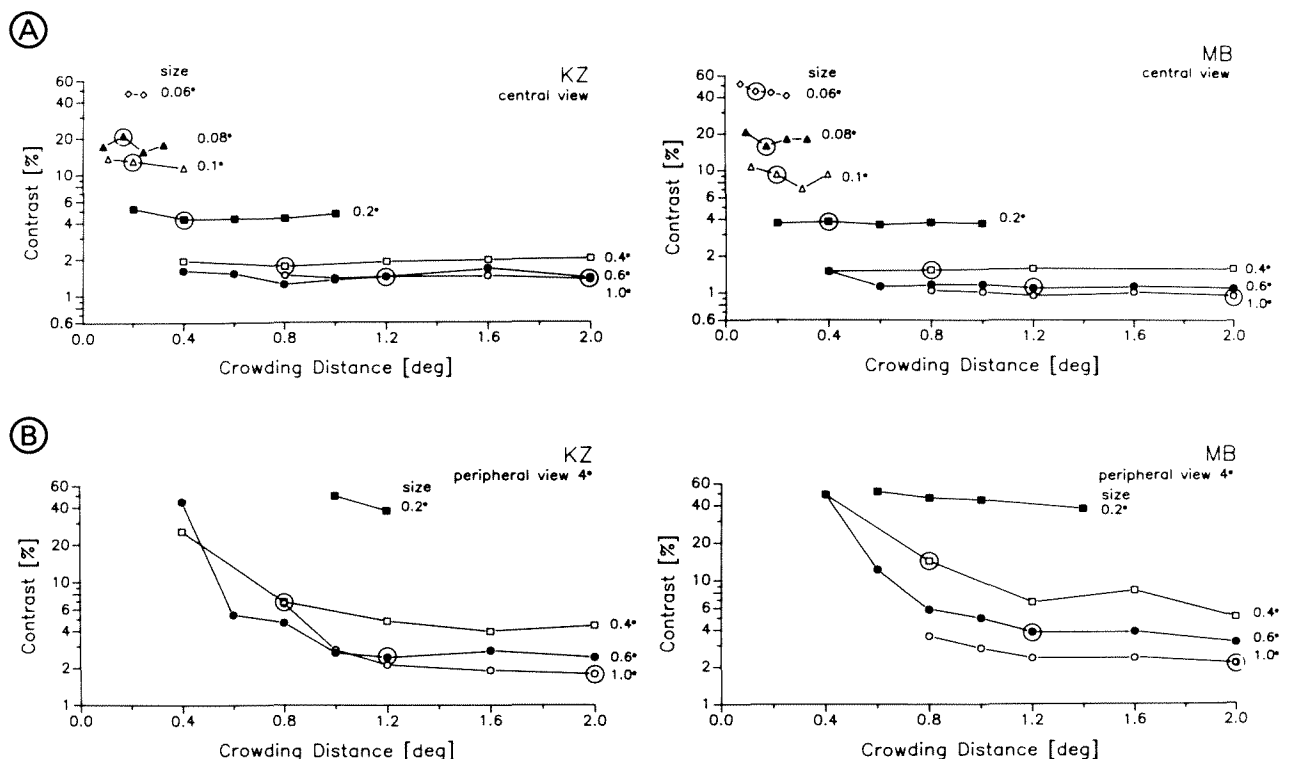 A
KZ
central view
size
0.06°
0.08°
0.1°
0.2°
0.4°
0.6°
1.0°
60
40
20
10
6
4
2
1
0.6
Contrast [%]
0.0 0.4 0.8 1.2 1.6 2.0
Crowding Distance [deg]
MB
central view
size
0.06°
0.08°
0.1°
0.2°
0.4°
0.6°
1.0°
60
40
20
10
6
4
2
1
0.6
Contrast [%]
0.0 0.4 0.8 1.2 1.6 2.0
Crowding Distance [deg]
B
KZ
peripheral view 4°
size
0.2°
0.4°
0.6°
1.0°
60
40
20
10
6
4
2
1
Contrast [%]
0.0 0.4 0.8 1.2 1.6 2.0
Crowding Distance [deg]
MB
peripheral view 4°
size
0.2°
0.4°
0.6°
1.0°
60
40
20
10
6
4
2
1
Contrast [%]
0.0 0.4 0.8 1.2 1.6 2.0
Crowding Distance [deg]